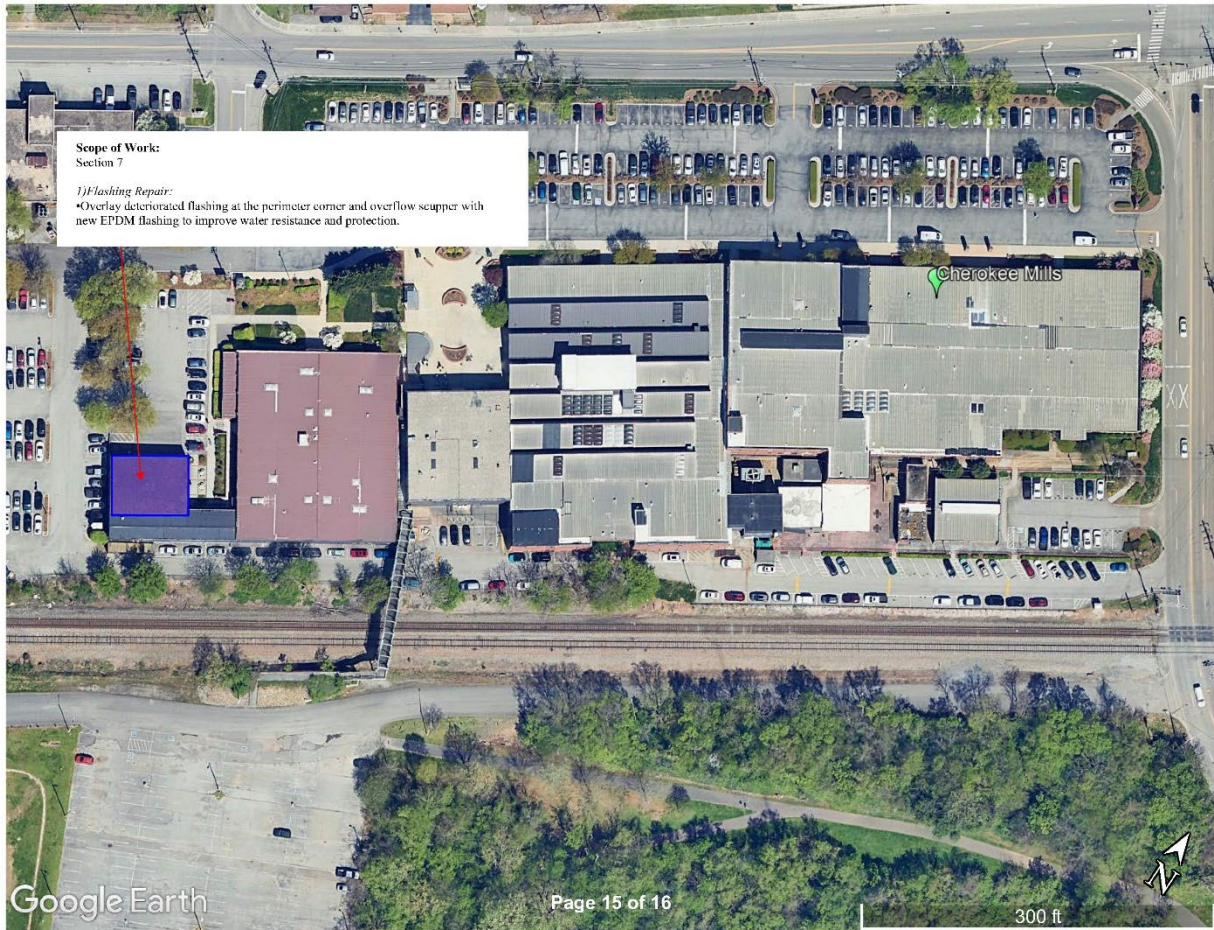 Scope of Work:
Section 7
1)Flashing Repair:
•Overlay deteriorated flashing at the perimeter corner and overflow scupper with
new EPDM flashing to improve water resistance and protection.
Cherokee Mills
N
Google Earth
Page 15 of 16
300 ft